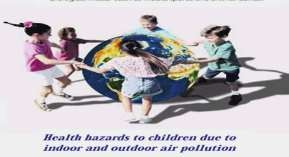 Health hazards to children due to
indoor and outdoor air pollution